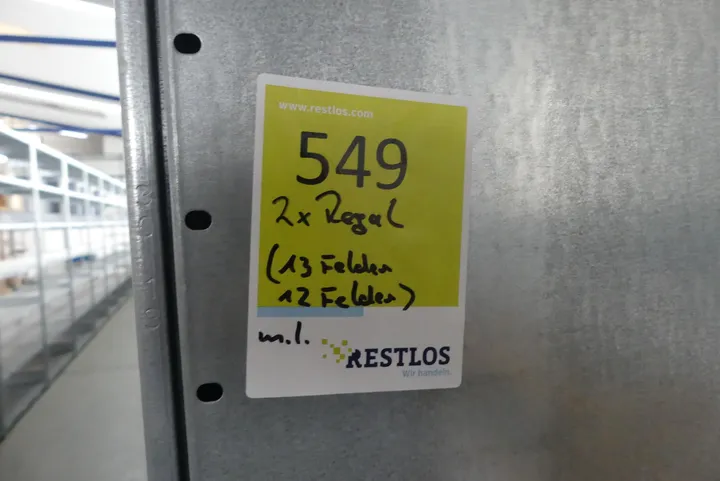 www.restlos.com
549
2x Regal
(13 Felder
12 Felder)
m.l.
RESTLOS
Wir handeln.